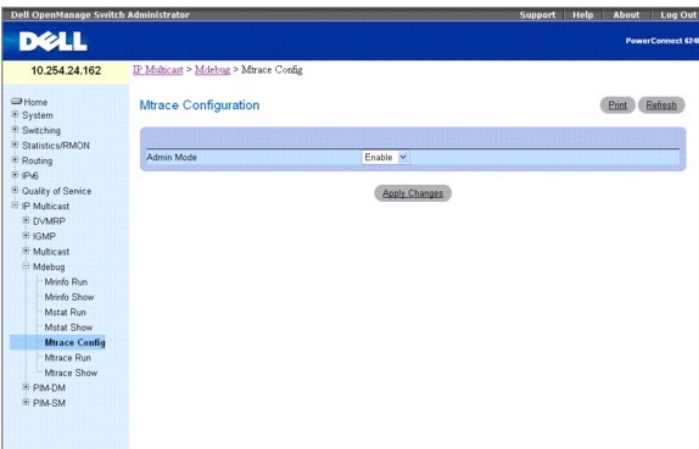 Dell OpenManage Switch Administrator
Support Help About Log Out
DELL
PowerConnect 624
10.254.24.162
IP Multicast > Mdebug > Mtrace Config
Home
System
Switching
Statistics/RMON
Routing
IPv6
Quality of Service
IP Multicast
DVMRP
IGMP
Multicast
Mdebug
Mrinfo Run
Mrinfo Show
Mstat Run
Mstat Show
Mtrace Config
Mtrace Run
Mtrace Show
PIM-DM
PIM-SM
Mtrace Configuration
Print Refresh
Admin Mode Enable
Apply Changes